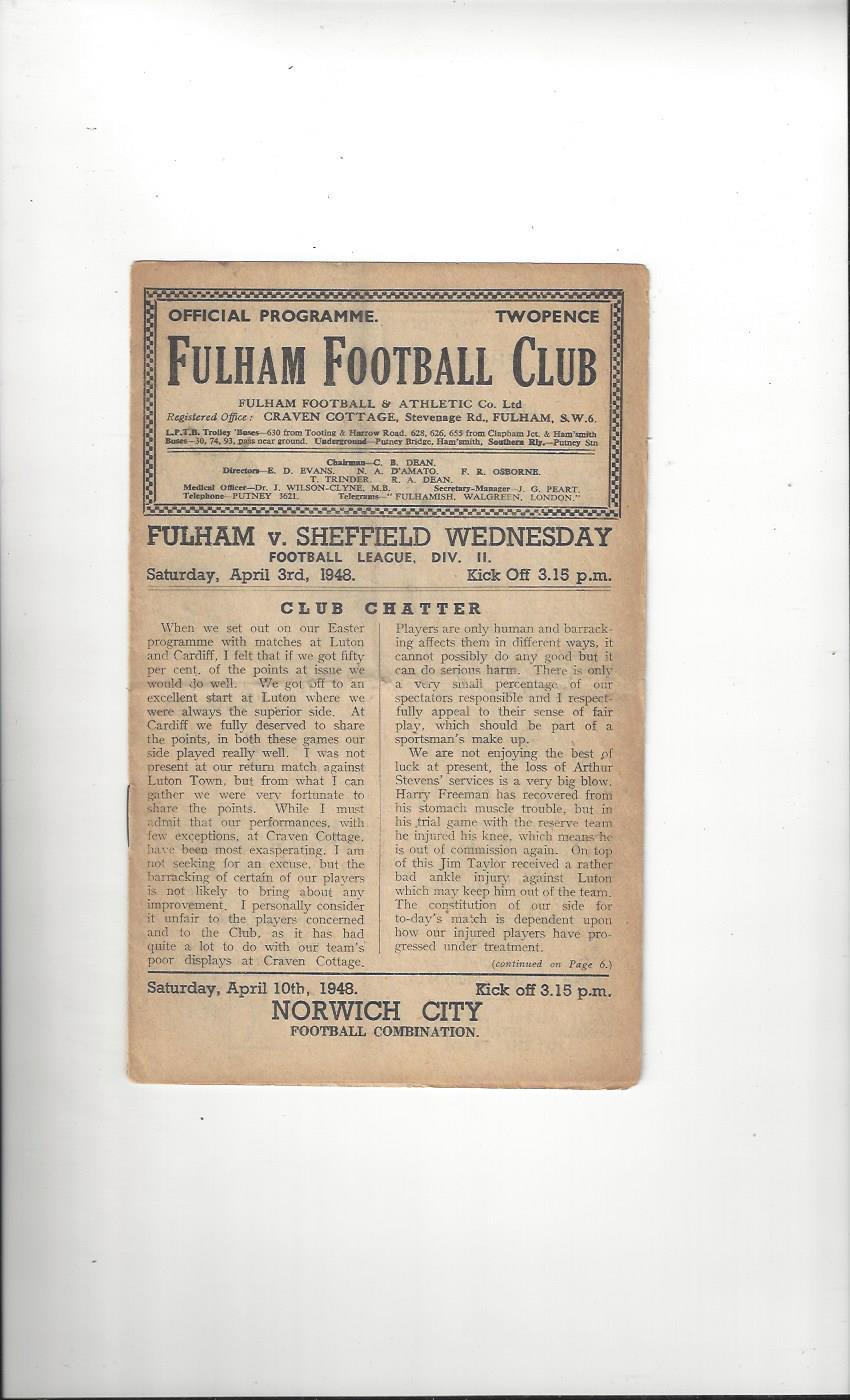 OFFICIAL PROGRAMME. TWOPENCE
FULHAM FOOTBALL CLUB
FULHAM FOOTBALL & ATHLETIC Co. Ltd
Registered Office: CRAVEN COTTAGE, Stevenage Rd., FULHAM, S.W.6.
L.P.T.B. Trolley 'Buses—630 from Tooting & Harrow Road. 628, 626, 655 from Clapham Jct. & Ham'smith
Buses—30, 74, 93, pass near ground. Underground—Putney Bridge, Ham'smith, Southern Rly.—Putney Stn
Chairman—C. B. DEAN.
Directors—E. D. EVANS. N. A. D'AMATO. F. R. OSBORNE.
T. TRINDER. R. A. DEAN.
Medical Officer—Dr. J. WILSON-CLYNE, M.B. Secretary-Manager—J. G. PEART.
Telephone—PUTNEY 3621. Telegrams—"FULHAMISH, WALGREEN, LONDON."
FULHAM v. SHEFFIELD WEDNESDAY
FOOTBALL LEAGUE, DIV. II.
Saturday, April 3rd, 1948. Kick Off 3.15 p.m.
CLUB CHATTER
When we set out on our Easter
programme with matches at Luton
and Cardiff, I felt that if we got fifty
per cent. of the points at issue we
would do well. We got off to an
excellent start at Luton where we
were always the superior side. At
Cardiff we fully deserved to share
the points, in both these games our
side played really well. I was not
present at our return match against
Luton Town, but from what I can
gather we were very fortunate to
share the points. While I must
admit that our performances, with
few exceptions, at Craven Cottage,
have been most exasperating, I am
not seeking for an excuse, but the
barracking of certain of our players
is not likely to bring about any
improvement. I personally consider
it unfair to the players concerned
and to the Club, as it has had
quite a lot to do with our team's
poor displays at Craven Cottage.
Players are only human and barrack-
ing affects them in different ways, it
cannot possibly do any good but it
can do serious harm. There is only
a very small percentage of our
spectators responsible and I respect-
fully appeal to their sense of fair
play, which should be part of a
sportsman's make up.
We are not enjoying the best of
luck at present, the loss of Arthur
Stevens' services is a very big blow.
Harry Freeman has recovered from
his stomach muscle trouble, but in
his trial game with the reserve team
he injured his knee, which means he
is out of commission again. On top
of this Jim Taylor received a rather
bad ankle injury against Luton
which may keep him out of the team.
The constitution of our side for
to-day's match is dependent upon
how our injured players have pro-
gressed under treatment.
(continued on Page 6.)
Saturday, April 10th, 1948. Kick off 3.15 p.m.
NORWICH CITY
FOOTBALL COMBINATION.